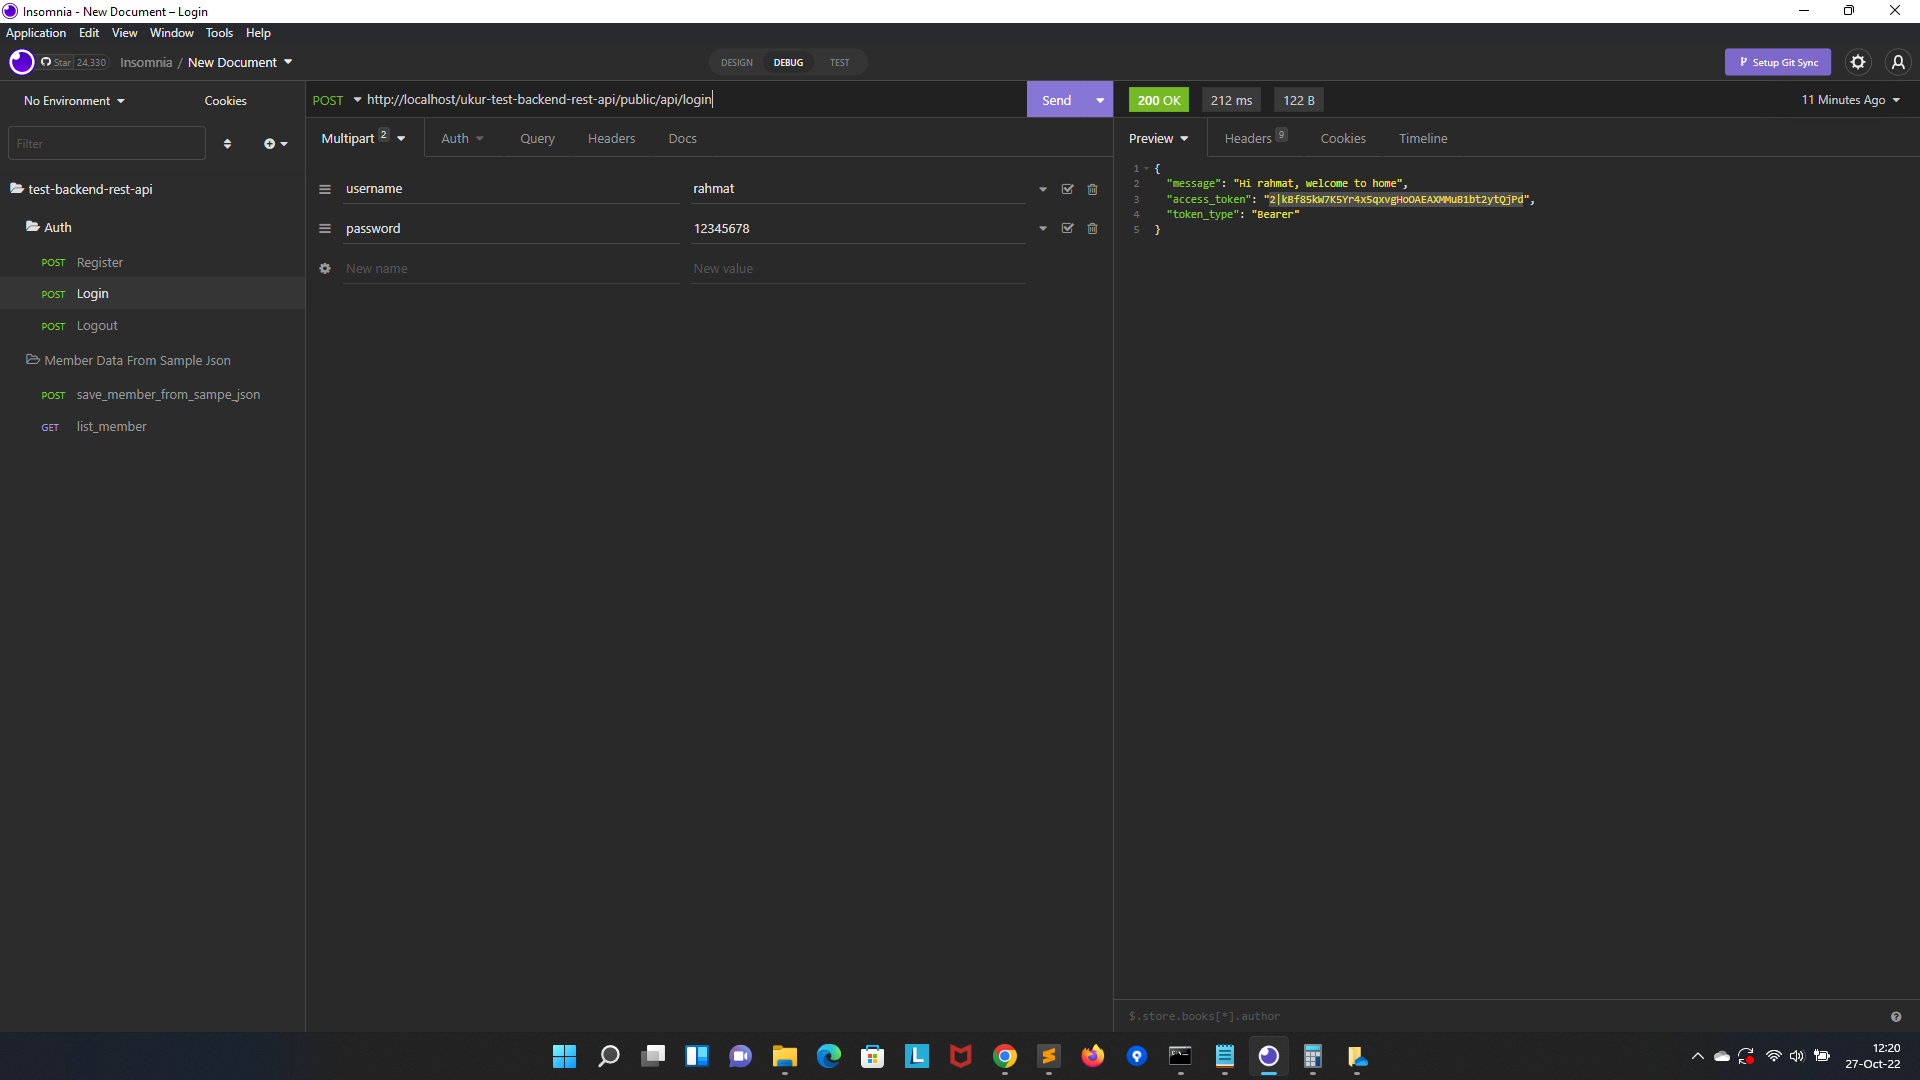 Insomnia - New Document – Login
Application Edit View Window Tools Help
Star 24,330 Insomnia / New Document
DESIGN DEBUG TEST
Setup Git Sync
No Environment Cookies
POST http://localhost/ukur-test-backend-rest-api/public/api/login
Send
200 OK 212 ms 122 B
11 Minutes Ago
Filter
Multipart 2 Auth Query Headers Docs
Preview Headers 9 Cookies Timeline
test-backend-rest-api
Auth
POST Register
POST Login
POST Logout
Member Data From Sample Json
POST save_member_from_sampe_json
GET list_member
username rahmat
password 12345678
New name New value
1 {
2 "message": "Hi rahmat, welcome to home",
3 "access_token": "2|kBf85kW7K5Yr4x5qxvgHoOAEAXMMuB1bt2ytQjPd",
4 "token_type": "Bearer"
5 }
$.store.books[*].author
12:20
27-Oct-22